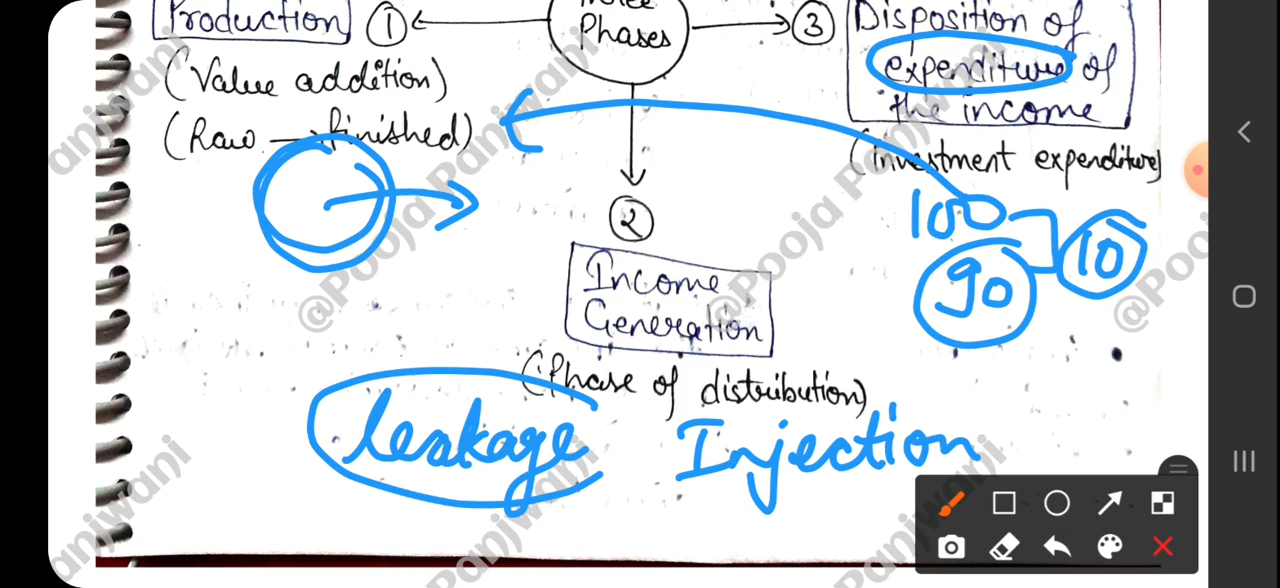 Production ①
Phases
③ Disposition of
expenditure of
the income
(Value addition)
(Raw → finished)
(investment expenditure)
100
90
10
②
Income
Generation
(Phase of distribution)
Leakage Injection
@Pooja Panjwani